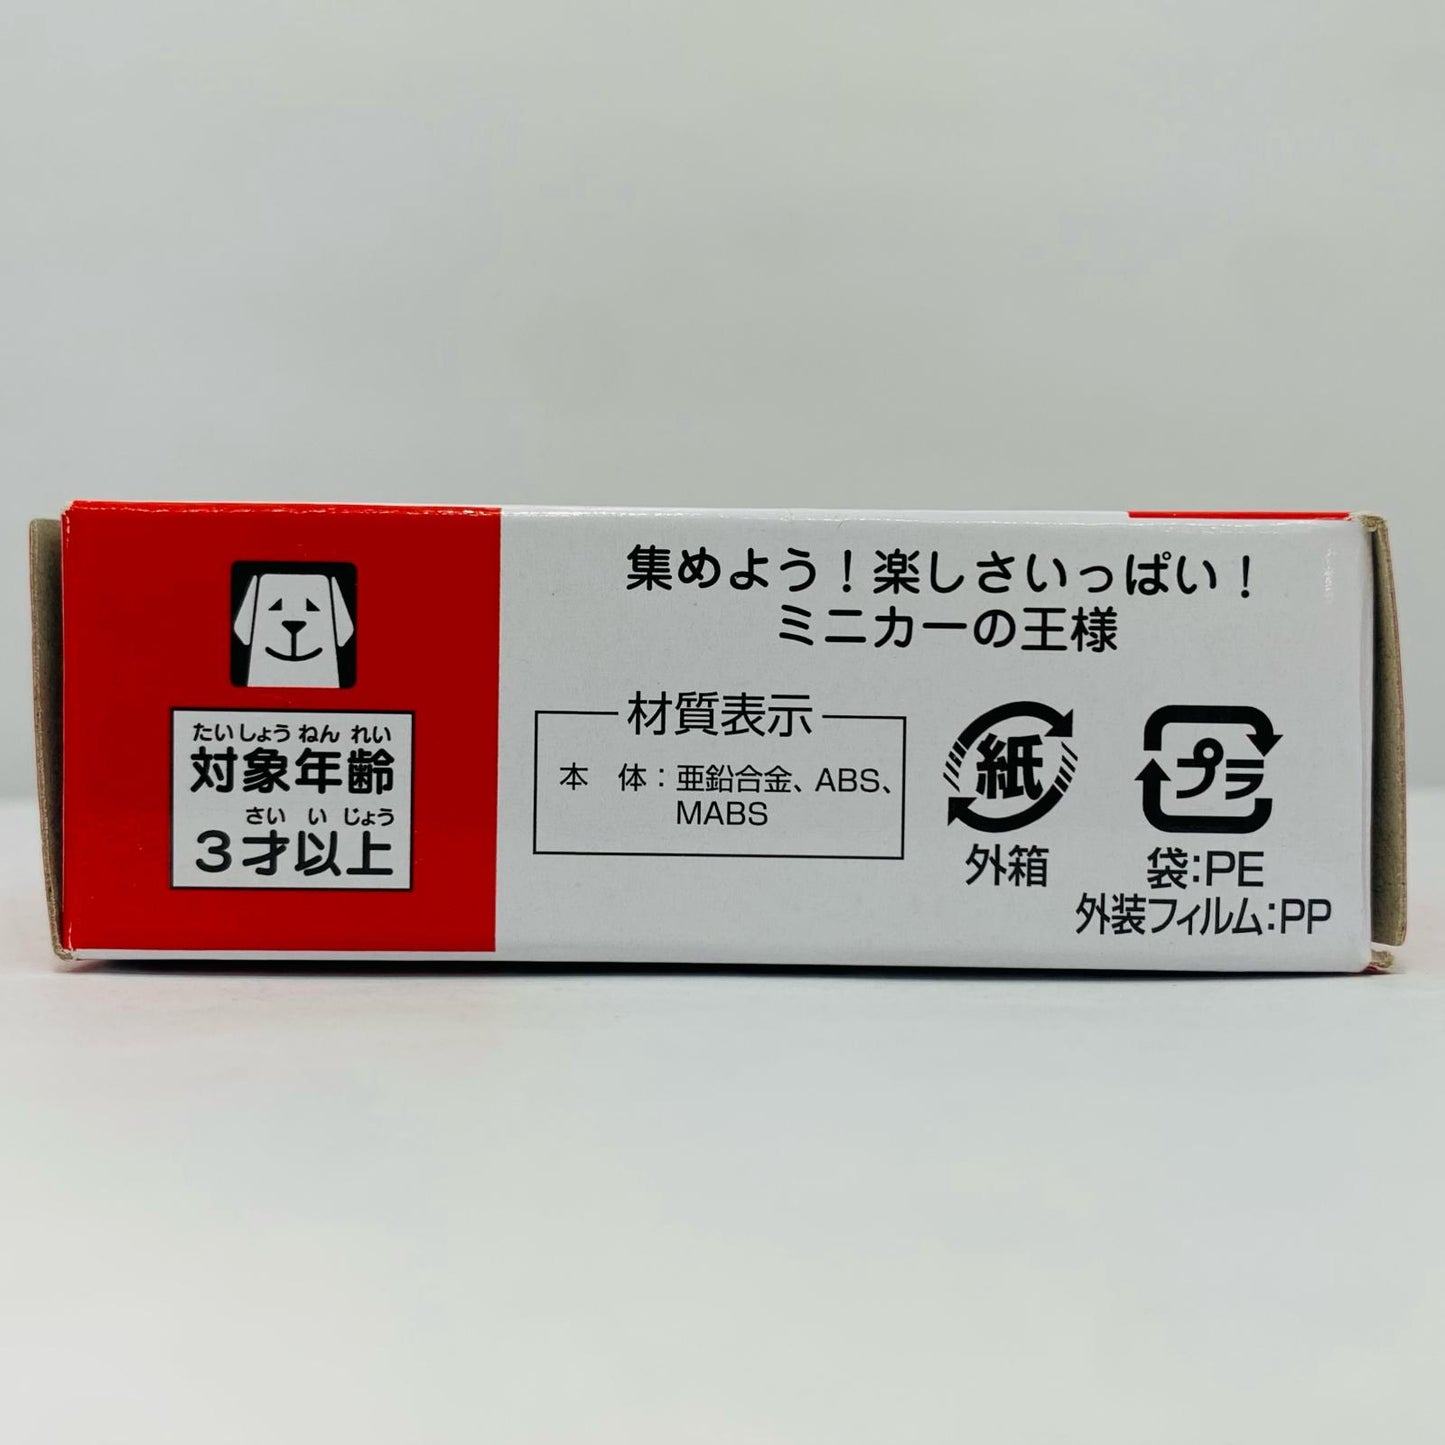 たいしょうねんれい
対象年齢
さいいじょう
3才以上
集めよう！楽しさいっぱい！
ミニカーの王様
材質表示
本　体：亜鉛合金、ABS、
MABS
紙
外箱
プラ
袋:PE
外装フィルム:PP